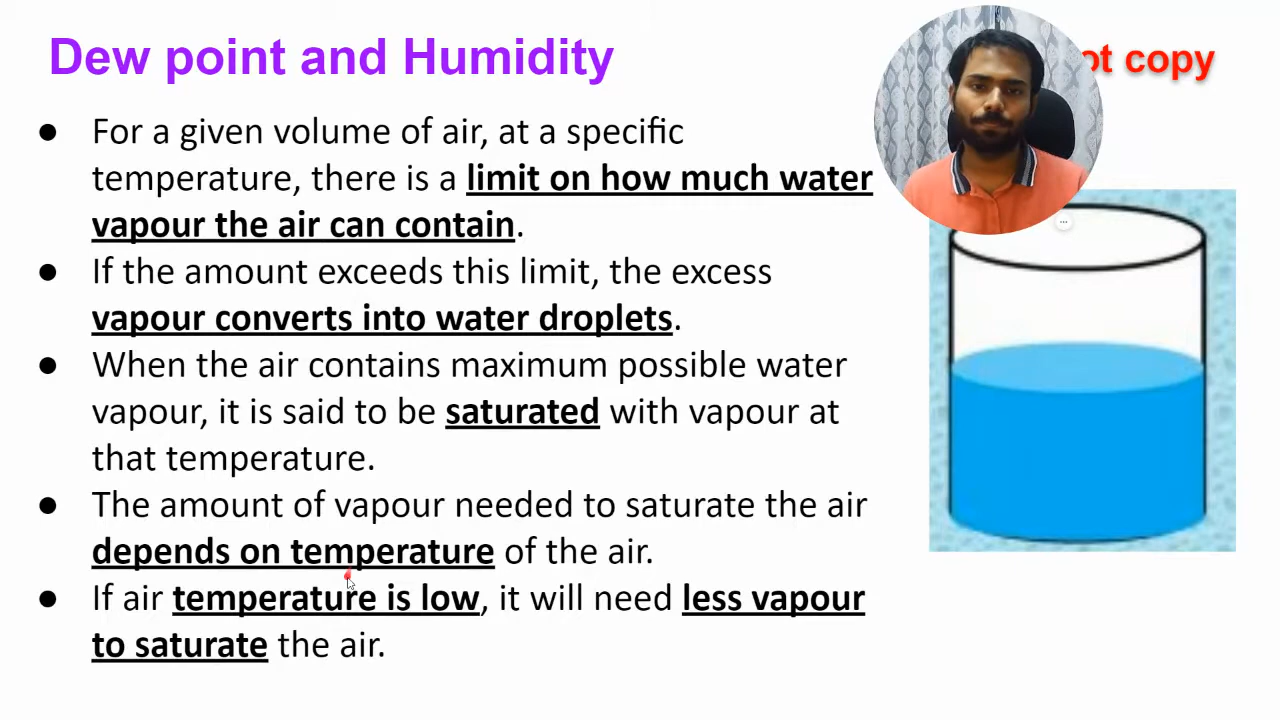 Dew point and Humidity
ot copy
● For a given volume of air, at a specific
temperature, there is a limit on how much water
vapour the air can contain.
● If the amount exceeds this limit, the excess
vapour converts into water droplets.
● When the air contains maximum possible water
vapour, it is said to be saturated with vapour at
that temperature.
● The amount of vapour needed to saturate the air
depends on temperature of the air.
● If air temperature is low, it will need less vapour
to saturate the air.